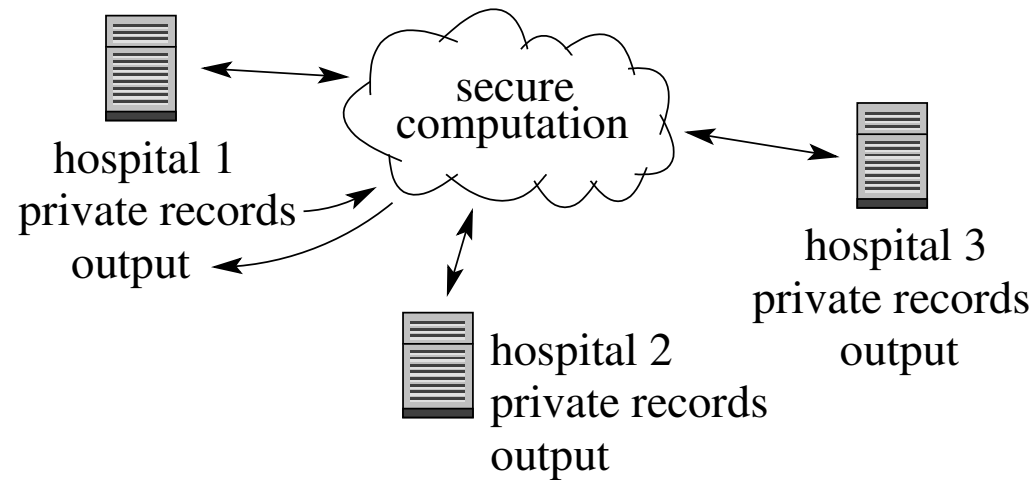 secure
computation
hospital 1
private records
output
hospital 2
private records
output
hospital 3
private records
output